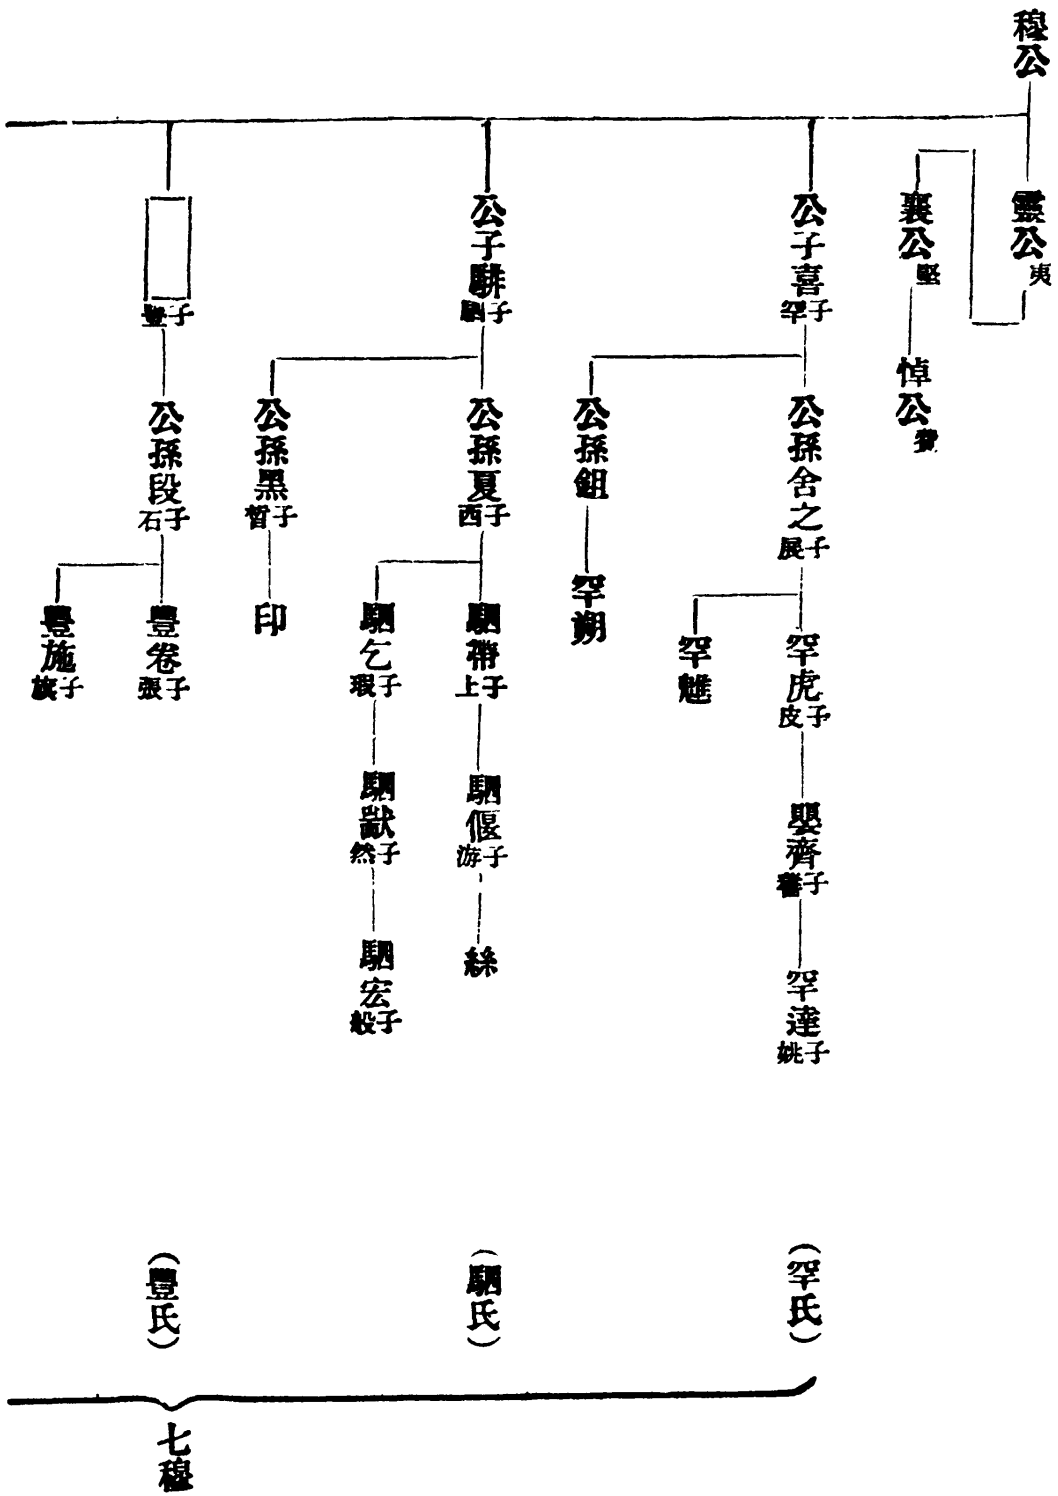 穆公
靈公夷
襄公堅
悼公費
公子喜子罕
公孫舍之子展
罕虎子皮
嬰齊子齹
罕達子姚
罕魋
公孫鉏
罕朔
(罕氏)
公子騑子駟
公孫夏子西
駟帶子上
駟偃子游
絲
駟乞子瑕
駟歂子然
駟宏子般
公孫黑子晳
印
(駟氏)
子豐
公孫段子石
豐卷子張
豐施子旗
(豐氏)
七穆